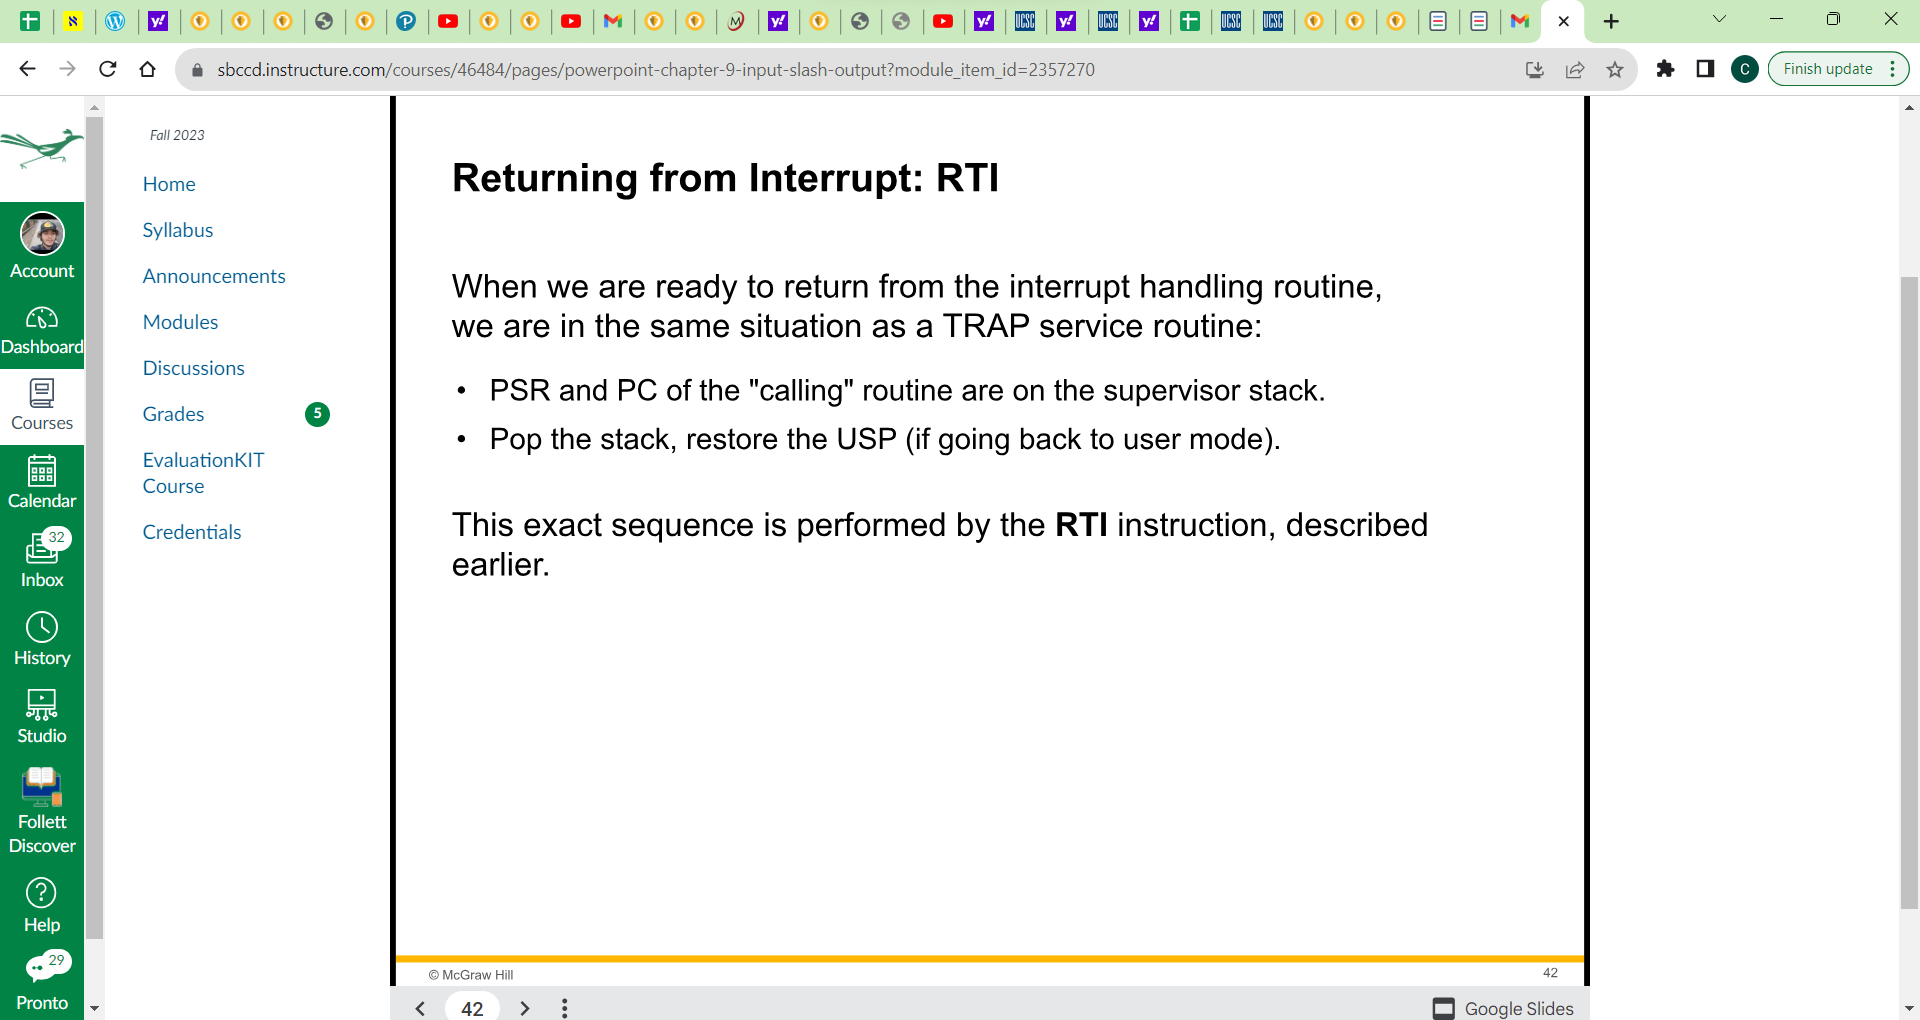 sbccd.instructure.com/courses/46484/pages/powerpoint-chapter-9-input-slash-output?module_item_id=2357270
C
Finish update
Account
Dashboard
Courses
Calendar
32
Inbox
History
Studio
Follett
Discover
Help
29
Pronto
Fall 2023
Home
Syllabus
Announcements
Modules
Discussions
Grades
5
EvaluationKIT
Course
Credentials
Returning from Interrupt: RTI
When we are ready to return from the interrupt handling routine,
we are in the same situation as a TRAP service routine:
• PSR and PC of the "calling" routine are on the supervisor stack.
• Pop the stack, restore the USP (if going back to user mode).
This exact sequence is performed by the RTI instruction, described
earlier.
© McGraw Hill
42
42
Google Slides